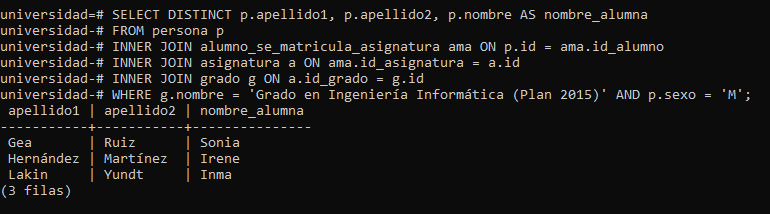 universidad=# SELECT DISTINCT p.apellido1, p.apellido2, p.nombre AS nombre_alumna
universidad-# FROM persona p
universidad-# INNER JOIN alumno_se_matricula_asignatura ama ON p.id = ama.id_alumno
universidad-# INNER JOIN asignatura a ON ama.id_asignatura = a.id
universidad-# INNER JOIN grado g ON a.id_grado = g.id
universidad-# WHERE g.nombre = 'Grado en Ingeniería Informática (Plan 2015)' AND p.sexo = 'M';
 apellido1 | apellido2 | nombre_alumna
-----------+-----------+---------------
 Gea       | Ruiz      | Sonia
 Hernández | Martínez  | Irene
 Lakin     | Yundt     | Inma
(3 filas)